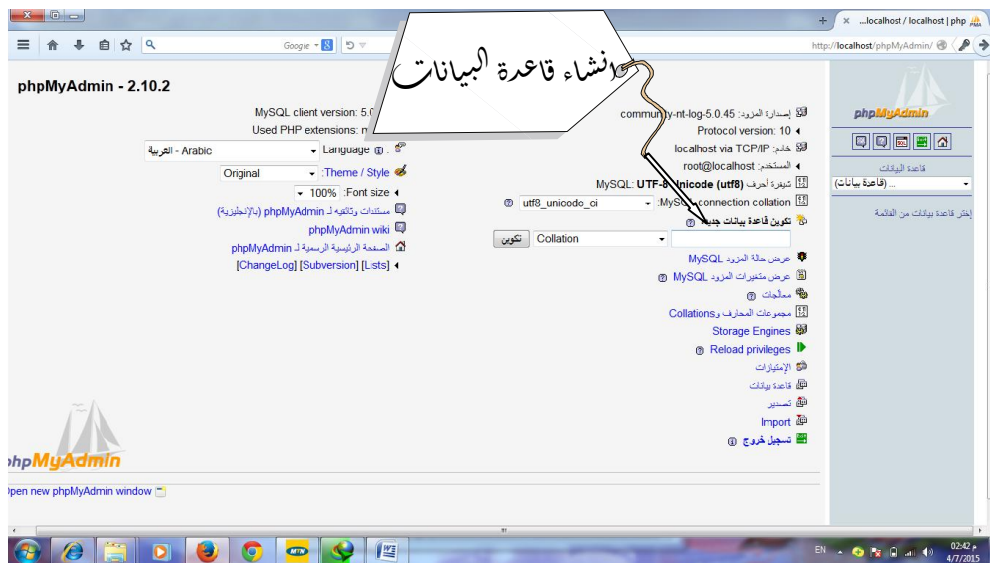 ...localhost / localhost | php
http://localhost/phpMyAdmin/
Google
انشاء قاعدة البيانات
phpMyAdmin
قاعدة البيانات
(قاعدة بيانات) ...
إختر قاعدة بيانات من القائمة
إصدارة المزود: community-nt-log-5.0.45
Protocol version: 10
خادم: localhost via TCP/IP
المستخدم: root@localhost
شيفرة أحرف MySQL: UTF-8 Unicode (utf8)
MySQL connection collation:
utf8_unicode_ci
تكوين قاعدة بيانات جديدة
Collation
تكوين
عرض حالة المزود MySQL
عرض متغيرات المزود MySQL
معالجات
مجموعات المحارف وCollations
Storage Engines
Reload privileges
الإمتيازات
قاعدة بيانات
تصدير
Import
تسجيل خروج
phpMyAdmin - 2.10.2
MySQL client version: 5.0
Used PHP extensions:
Language
العربية - Arabic
Theme / Style:
Original
Font size:
100%
مستندات وثائقيه لـ phpMyAdmin (بالإنجليزية)
phpMyAdmin wiki
الصفحة الرئيسية الرسمية لـ phpMyAdmin
[ChangeLog] [Subversion] [Lists]
phpMyAdmin
Open new phpMyAdmin window
MTN
EN
02:42 م
4/7/2015